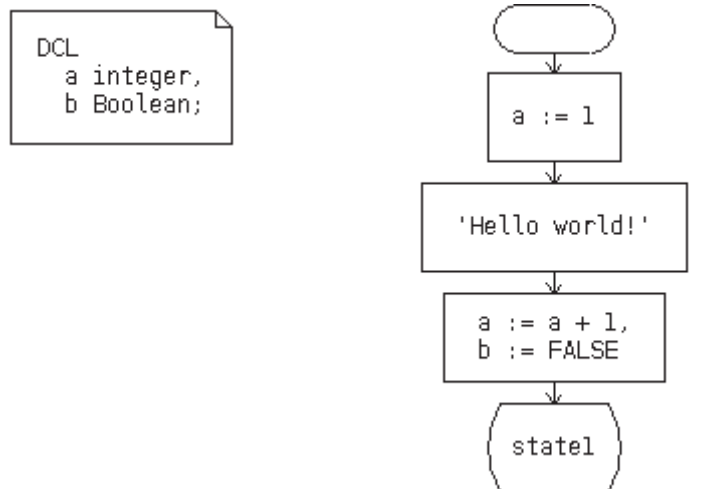 DCL
a integer,
b Boolean;
a := 1
'Hello world!'
a := a + 1,
b := FALSE
state1